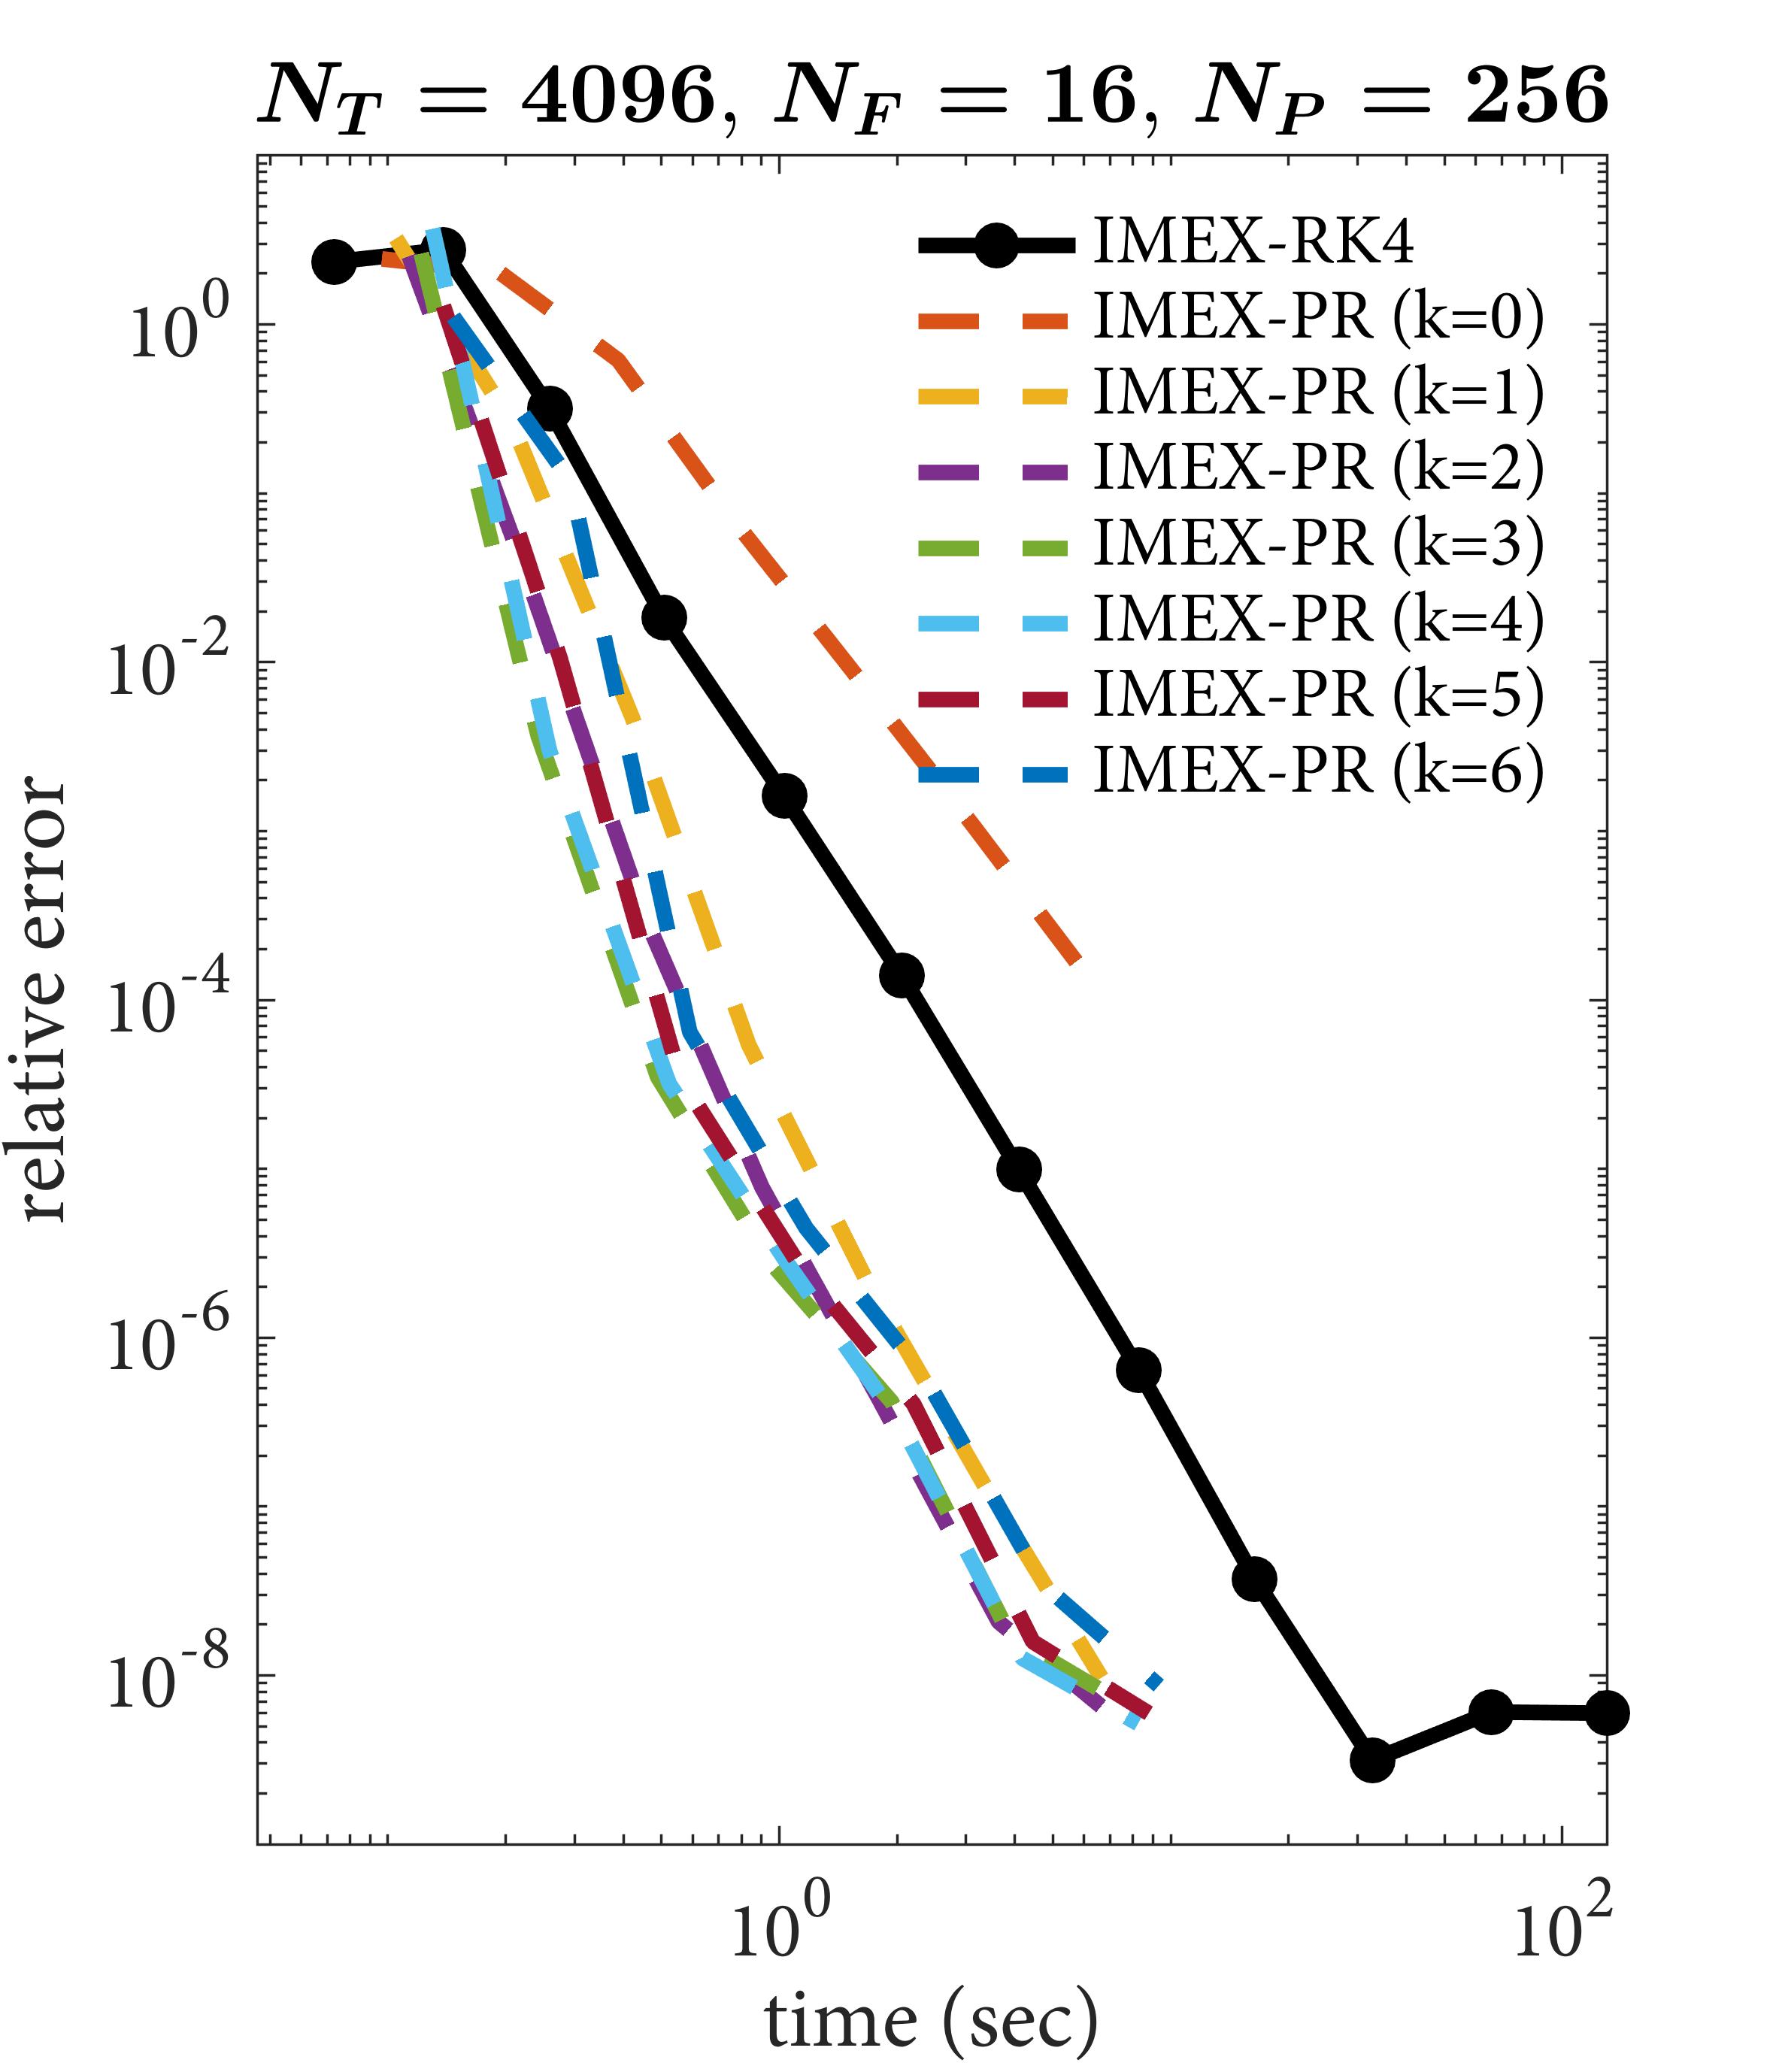 N_T = 4096, N_F = 16, N_P = 256
IMEX-RK4
IMEX-PR (k=0)
IMEX-PR (k=1)
IMEX-PR (k=2)
IMEX-PR (k=3)
IMEX-PR (k=4)
IMEX-PR (k=5)
IMEX-PR (k=6)
10^0
10^-2
10^-4
10^-6
10^-8
relative error
10^0
10^2
time (sec)